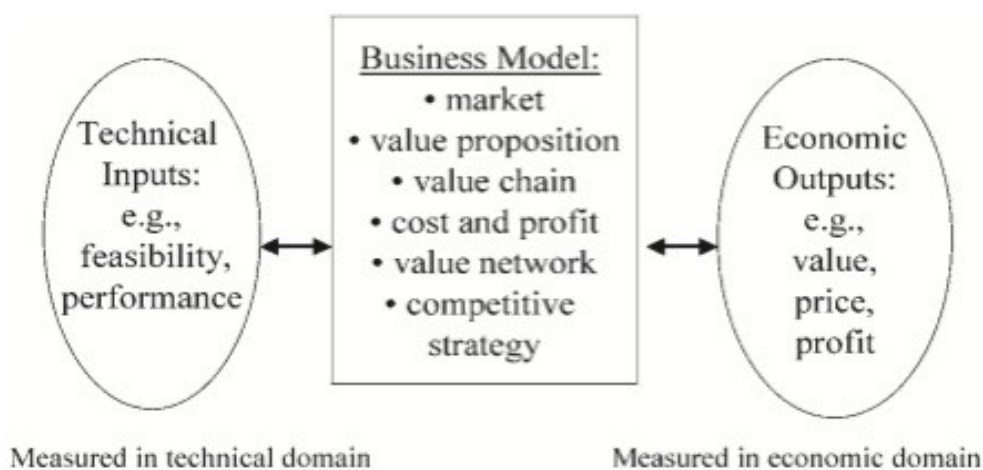 Technical
Inputs:
e.g.,
feasibility,
performance
Business Model:
• market
• value proposition
• value chain
• cost and profit
• value network
• competitive
strategy
Economic
Outputs:
e.g.,
value,
price,
profit
Measured in technical domain
Measured in economic domain